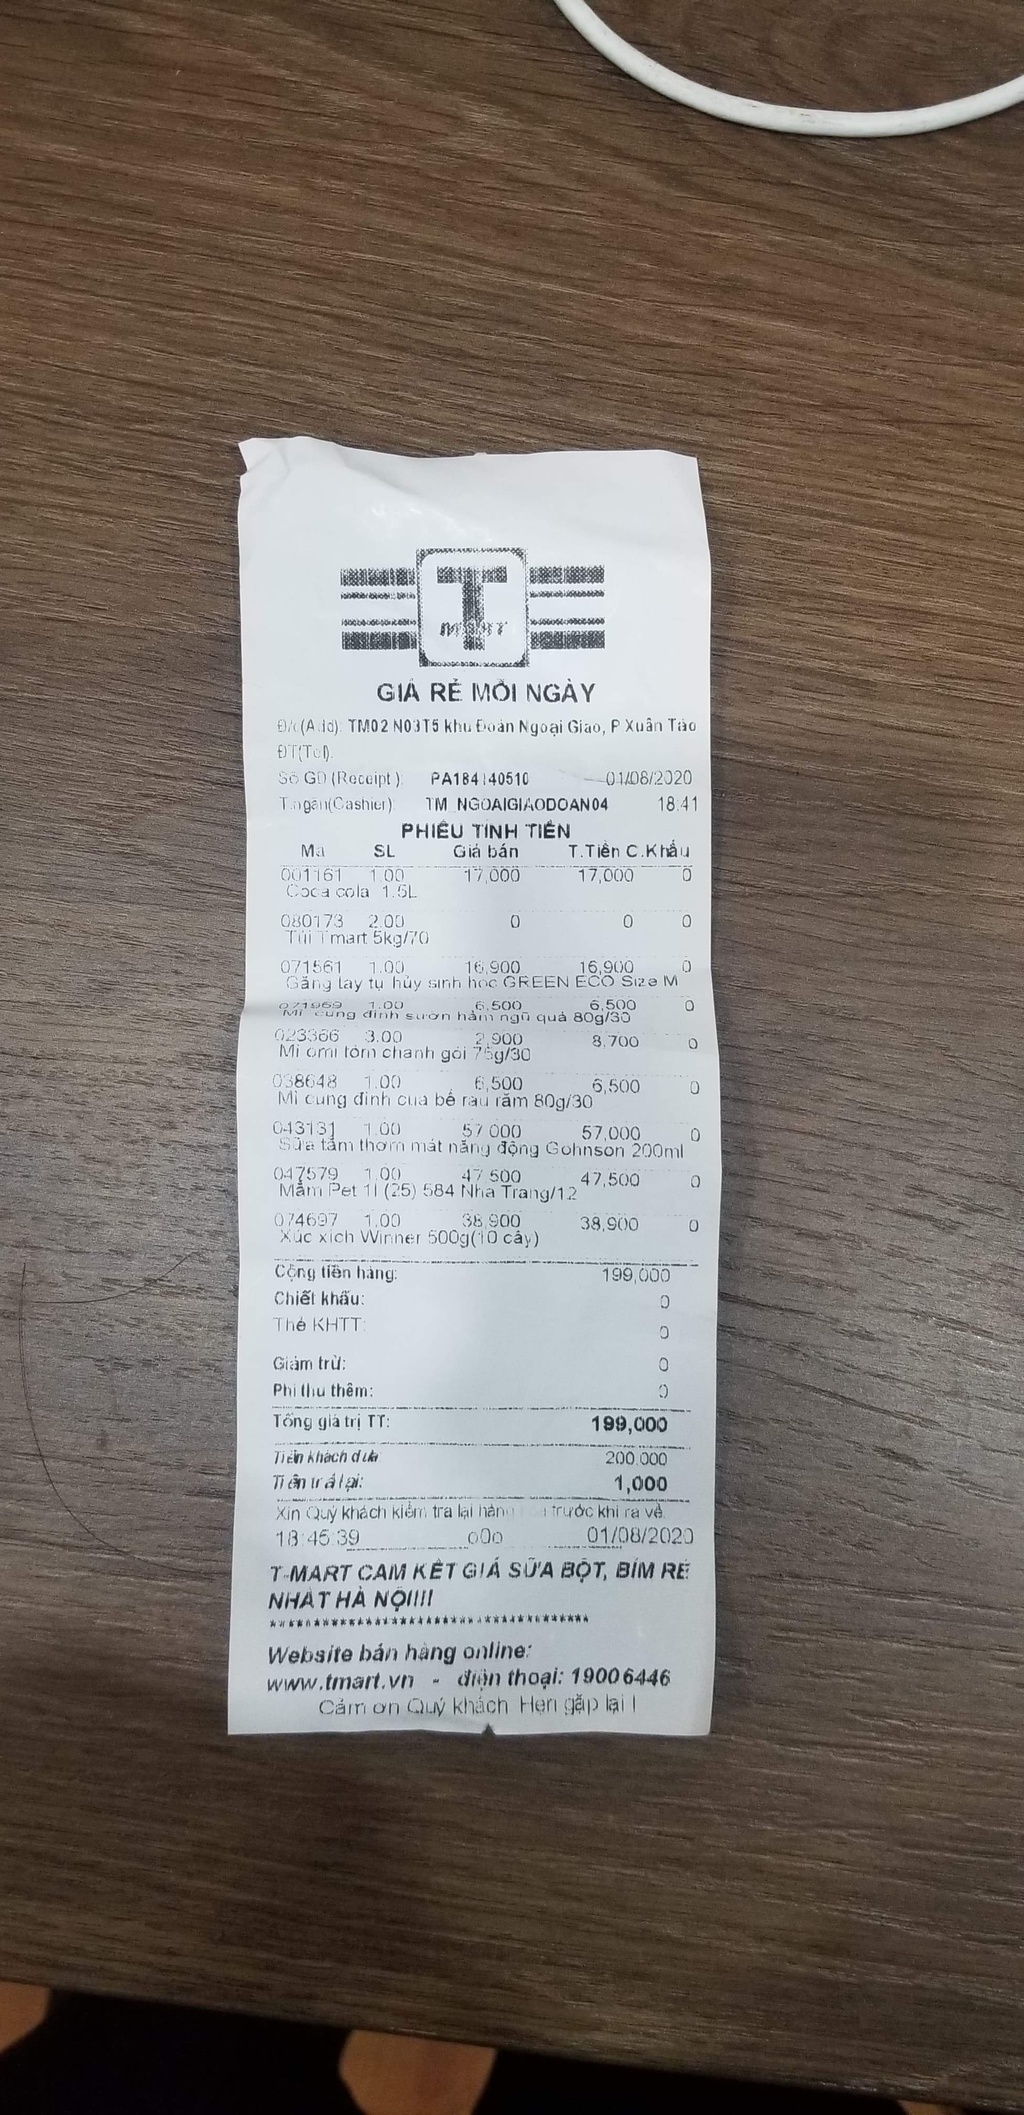 T
MART
GIÁ RẺ MỖI NGÀY
Đ/c(Add): TM02 N03T5 khu Đoàn Ngoại Giao, P Xuân Tảo
ĐT(Tel).
Số GD (Receipt ): PA184140510 01/08/2020
T.ngân(Cashier): TM_NGOAIGIAODOAN04 18:41
PHIẾU TÍNH TIỀN
Mã SL Giá bán T.Tiền C.Khấu
001161 1.00 17,000 17,000 0
Coca cola 1.5L
080173 2.00 0 0 0
Túi Tmart 5kg/70
071561 1.00 16,900 16,900 0
Găng tay tự hủy sinh học GREEN ECO Size M
071969 1.00 6,500 6,500 0
Mì cung đình sườn hầm ngũ quả 80g/30
023366 3.00 2,900 8,700 0
Mì omi tôm chanh gói 75g/30
038648 1.00 6,500 6,500 0
Mì cung đình cua bể rau răm 80g/30
043131 1.00 57,000 57,000 0
Sữa tắm thơm mát năng động Gohnson 200ml
047579 1.00 47,500 47,500 0
Mắm Pet 1l (25) 584 Nha Trang/12
074697 1.00 38,900 38,900 0
Xúc xích Winner 500g(10 cây)
Cộng tiền hàng: 199,000
Chiết khấu: 0
Thẻ KHTT: 0
Giảm trừ: 0
Phí thu thêm: 0
Tổng giá trị TT: 199,000
Tiền khách đưa 200,000
Tiền trả lại: 1,000
Xin Quý khách kiểm tra lại hàng trước khi ra về
18:45:39 o0o 01/08/2020
T-MART CAM KẾT GIÁ SỮA BỘT, BỈM RẺ
NHẤT HÀ NỘI!!!
****************************************
Website bán hàng online:
www.tmart.vn - điện thoại: 19006446
Cảm ơn Quý khách Hẹn gặp lại !